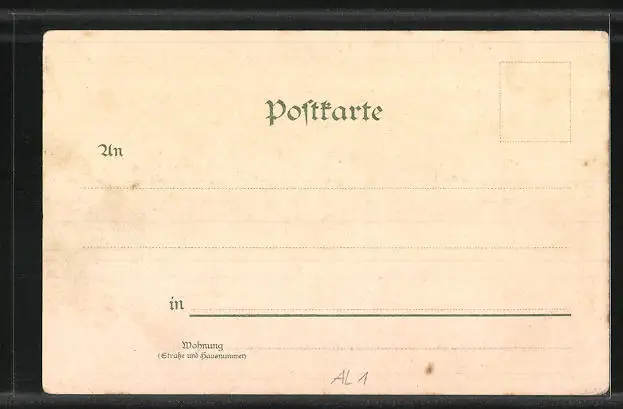 Postkarte
An
in
Wohnung
(Straße und Hausnummer)
AL 1